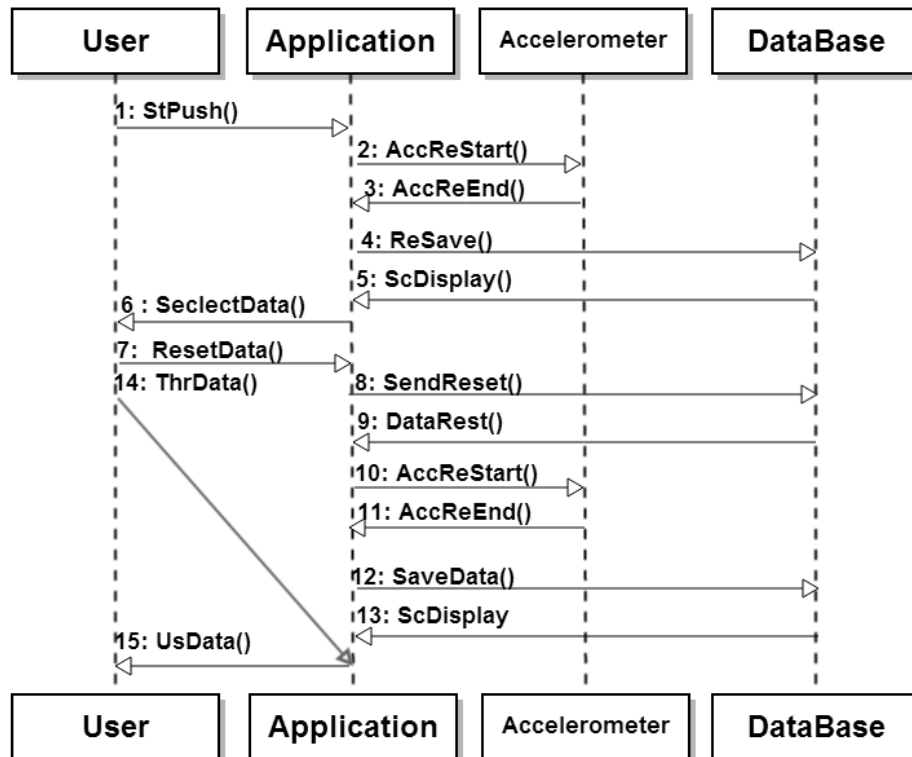 User
Application
Accelerometer
DataBase
1: StPush()
2: AccReStart()
3: AccReEnd()
4: ReSave()
5: ScDisplay()
6 : SeclectData()
7: ResetData()
14: ThrData()
8: SendReset()
9: DataRest()
10: AccReStart()
11: AccReEnd()
12: SaveData()
13: ScDisplay
15: UsData()
User
Application
Accelerometer
DataBase